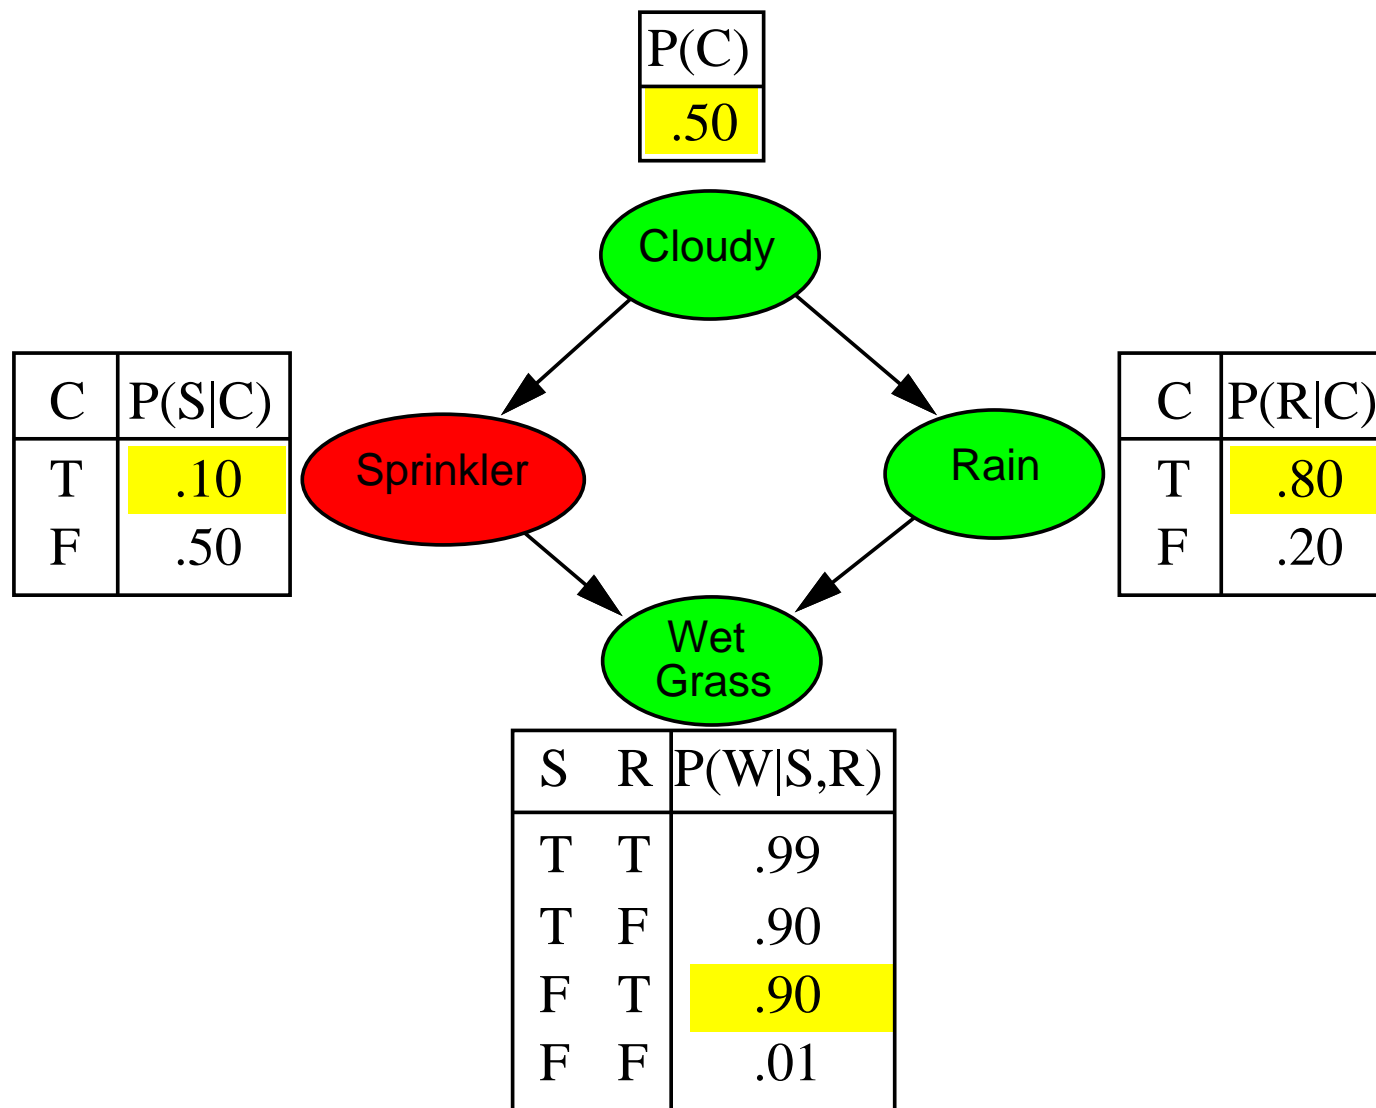 P(C)
.50
Cloudy
C P(S|C)
T .10
F .50
Sprinkler
Rain
C P(R|C)
T .80
F .20
Wet
Grass
S R P(W|S,R)
T T .99
T F .90
F T .90
F F .01